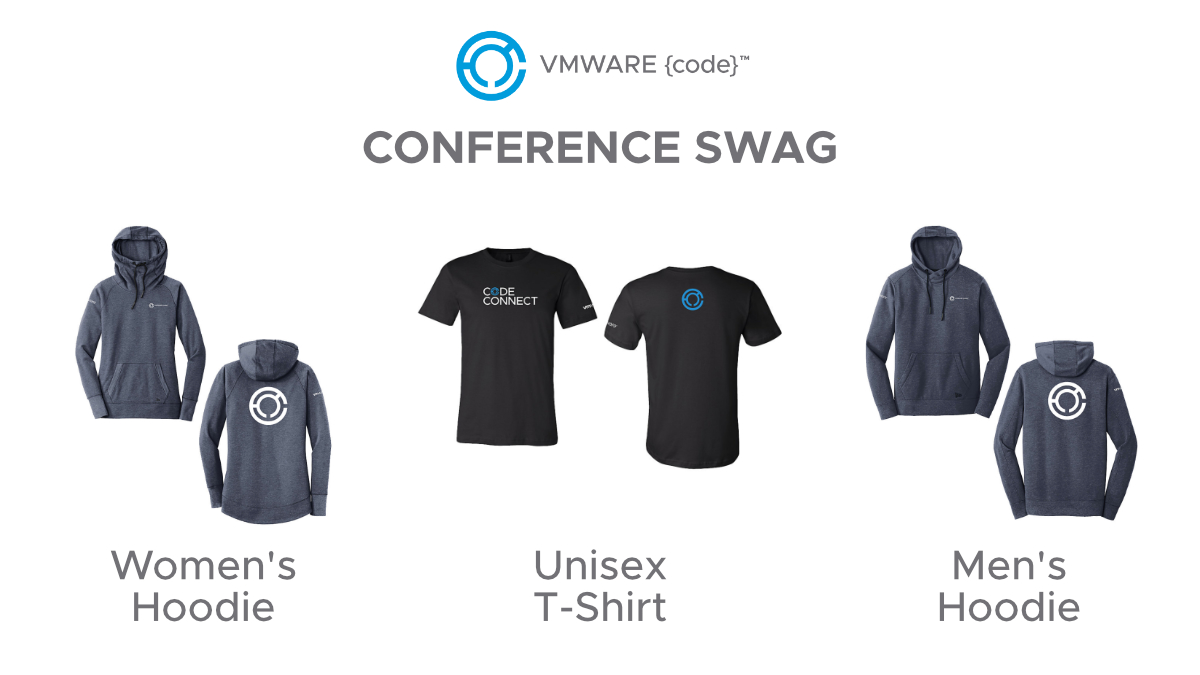 VMWARE {code}™
CONFERENCE SWAG
CODE
CONNECT
Women's
Hoodie
Unisex
T-Shirt
Men's
Hoodie